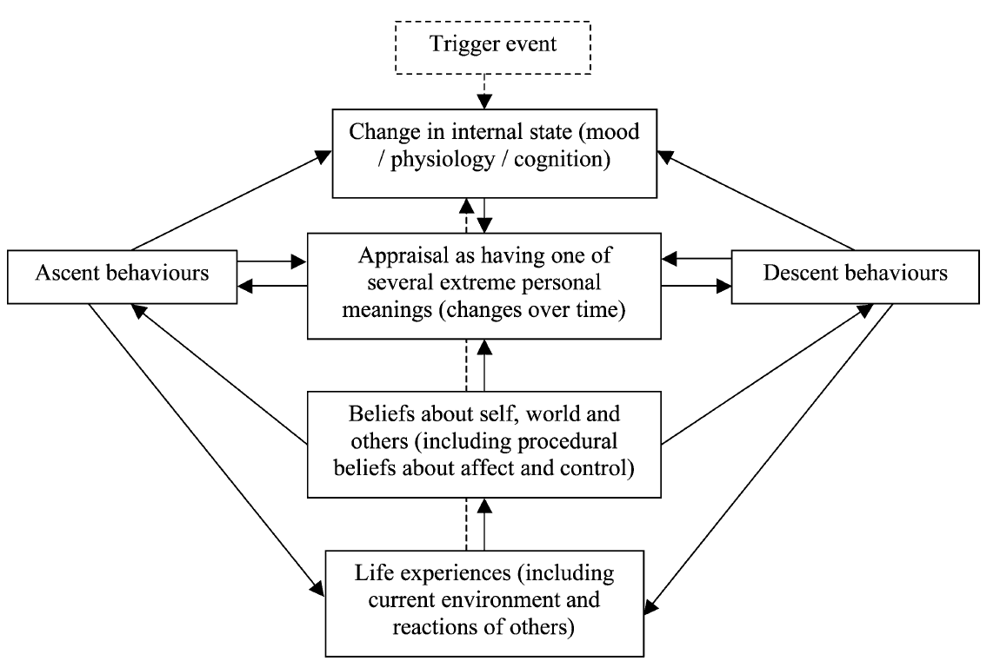 Trigger event
Change in internal state (mood
/ physiology / cognition)
Ascent behaviours
Appraisal as having one of
several extreme personal
meanings (changes over time)
Descent behaviours
Beliefs about self, world and
others (including procedural
beliefs about affect and control)
Life experiences (including
current environment and
reactions of others)